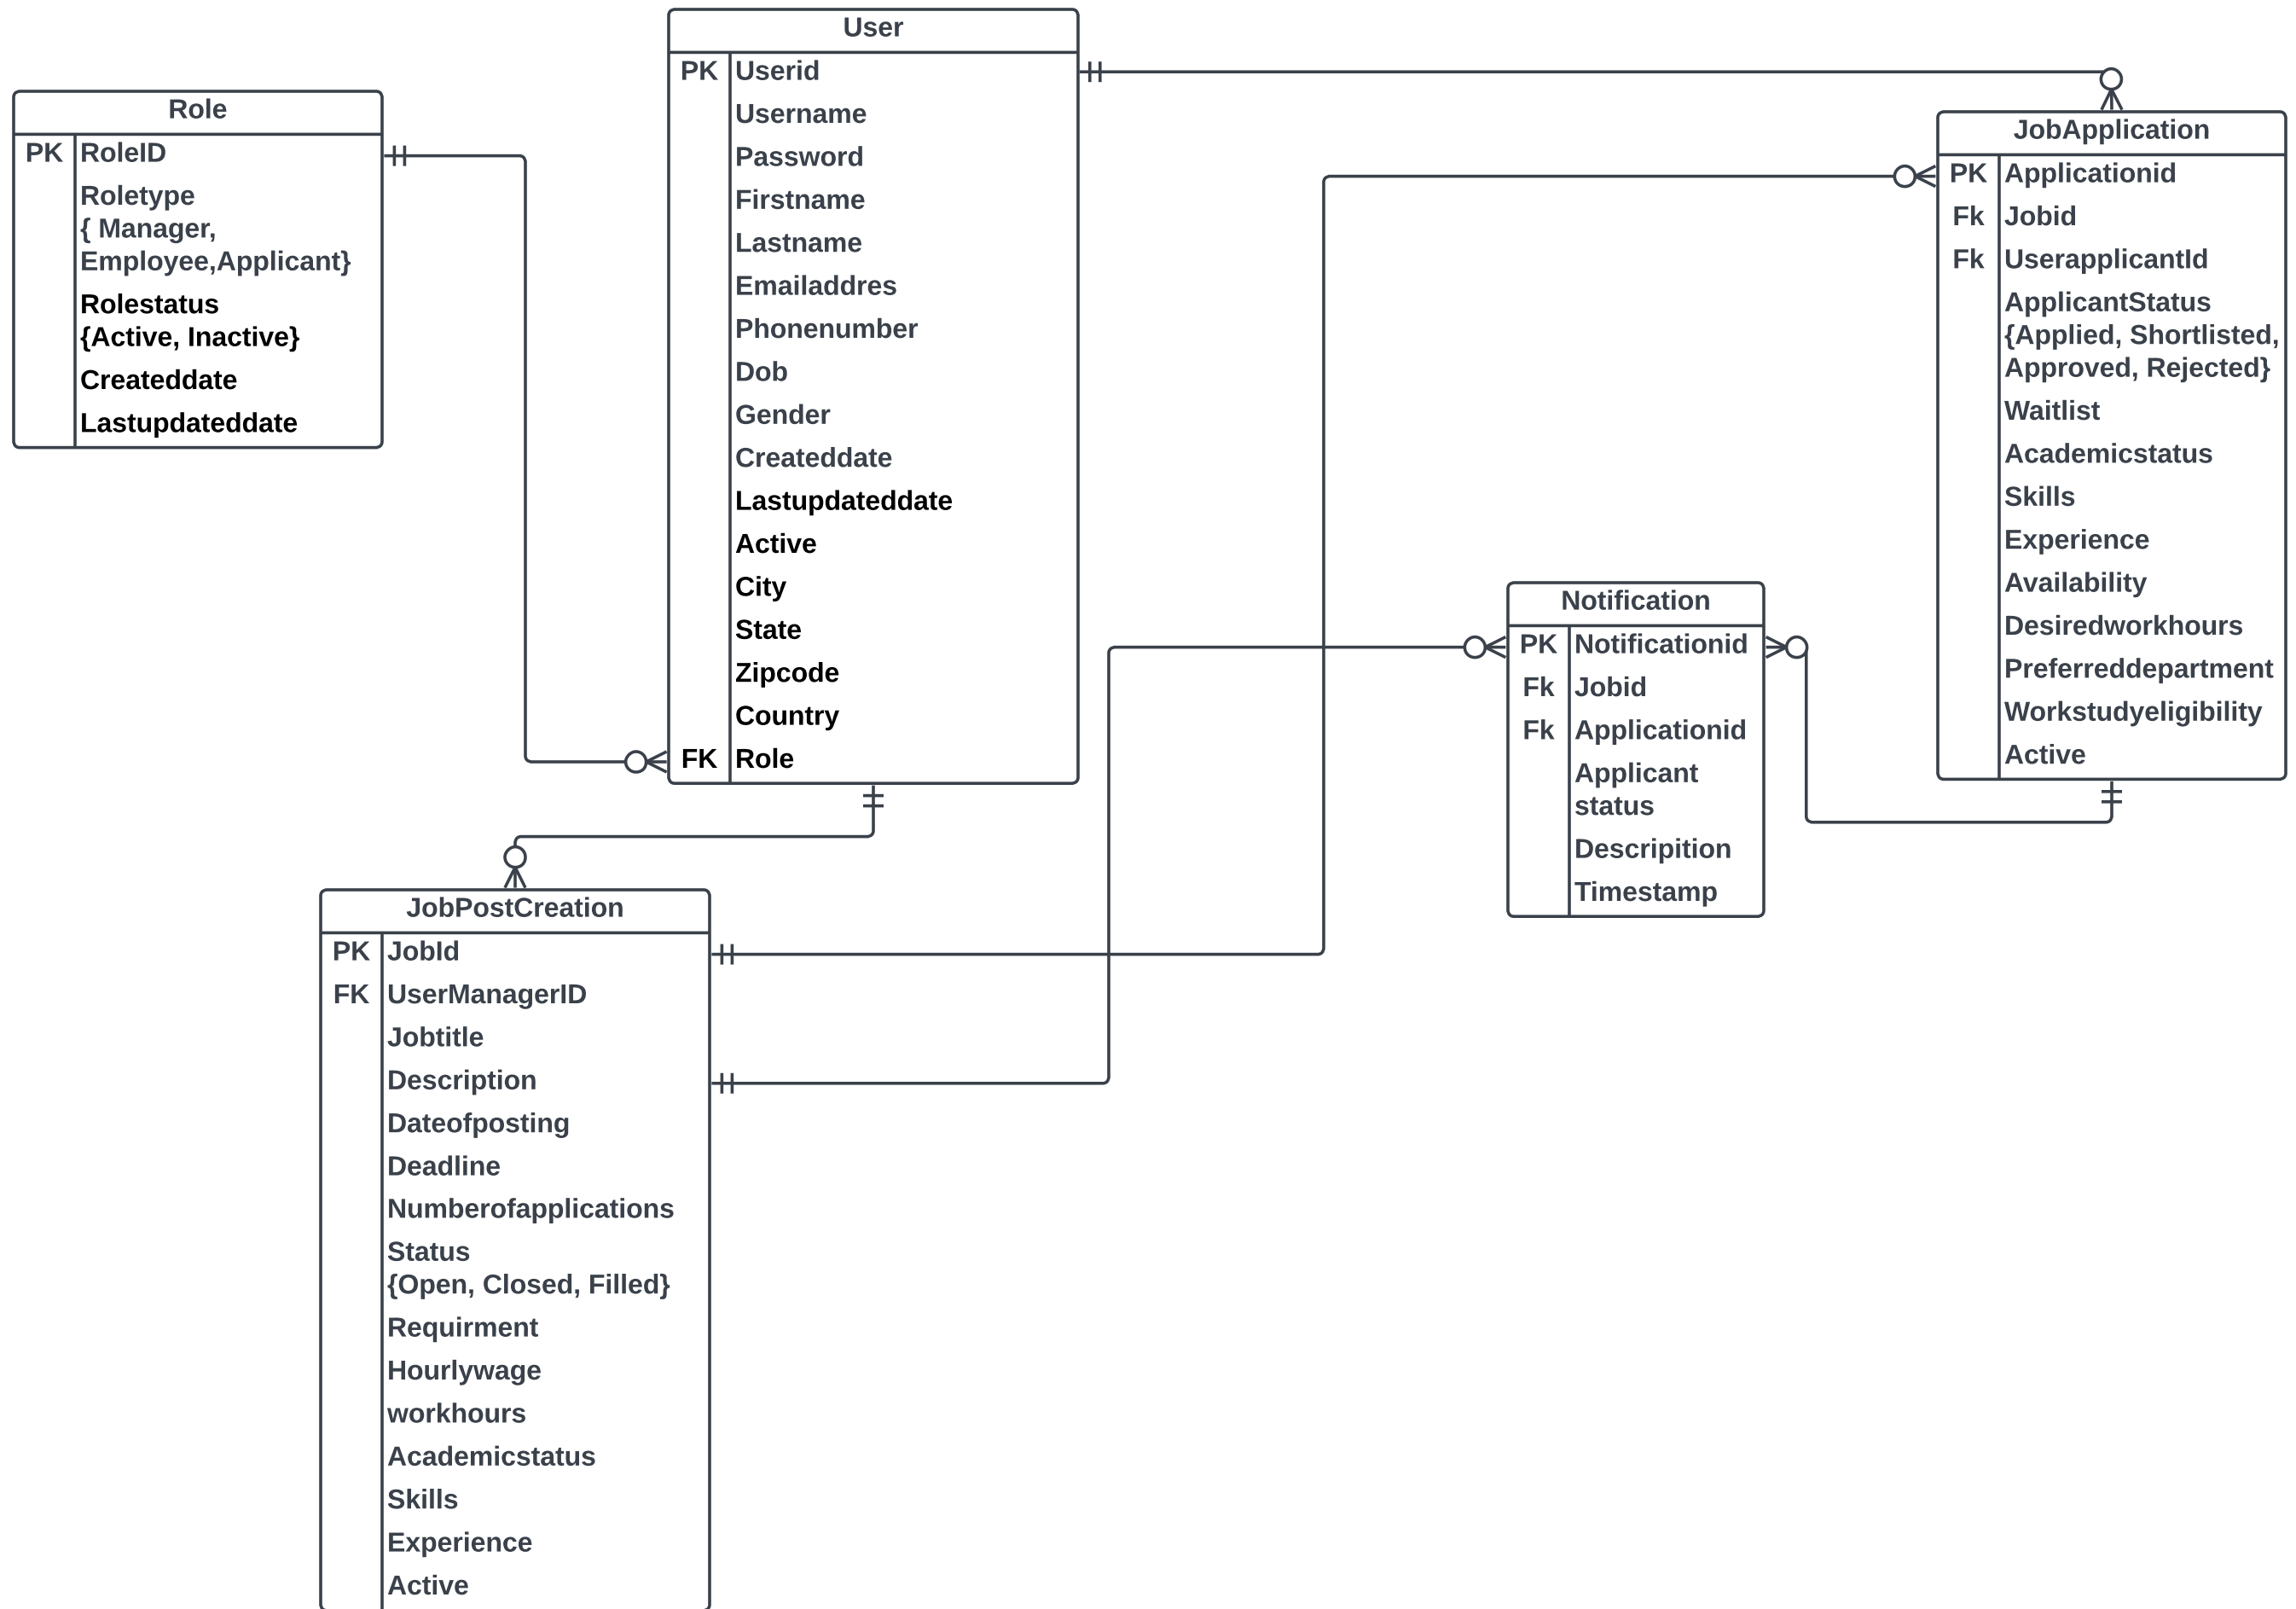 User
PK Userid
Username
Password
Firstname
Lastname
Emailaddres
Phonenumber
Dob
Gender
Createddate
Lastupdateddate
Active
City
State
Zipcode
Country
FK Role
Role
PK RoleID
Roletype
{ Manager,
Employee,Applicant}
Rolestatus
{Active, Inactive}
Createddate
Lastupdateddate
JobApplication
PK Applicationid
Fk Jobid
Fk UserapplicantId
ApplicantStatus
{Applied, Shortlisted,
Approved, Rejected}
Waitlist
Academicstatus
Skills
Experience
Availability
Desiredworkhours
Preferreddepartment
Workstudyeligibility
Active
Notification
PK Notificationid
Fk Jobid
Fk Applicationid
Applicant
status
Descripition
Timestamp
JobPostCreation
PK JobId
FK UserManagerID
Jobtitle
Description
Dateofposting
Deadline
Numberofapplications
Status
{Open, Closed, Filled}
Requirment
Hourlywage
workhours
Academicstatus
Skills
Experience
Active